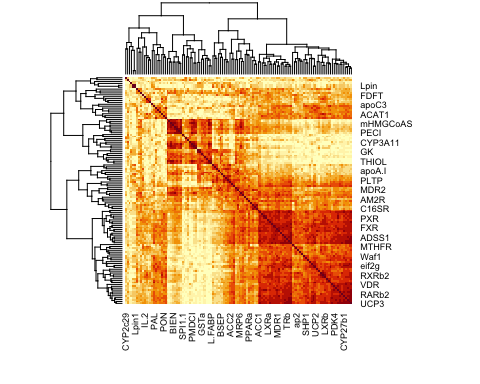 Lpin
FDFT
apoC3
ACAT1
mHMGCoAS
PECI
CYP3A11
GK
THIOL
apoA.I
PLTP
MDR2
AM2R
C16SR
PXR
FXR
ADSS1
MTHFR
Waf1
eif2g
RXRb2
VDR
RARb2
UCP3
CYP2c29
Lpin1
IL.2
PAL
PON
BIEN
SPI1.1
PMDCI
GSTa
L.FABP
BSEP
ACC2
MRP6
PPARa
ACC1
LXRa
MDR1
TRb
ap2
SHP1
UCP2
LXRb
PDK4
CYP27b1